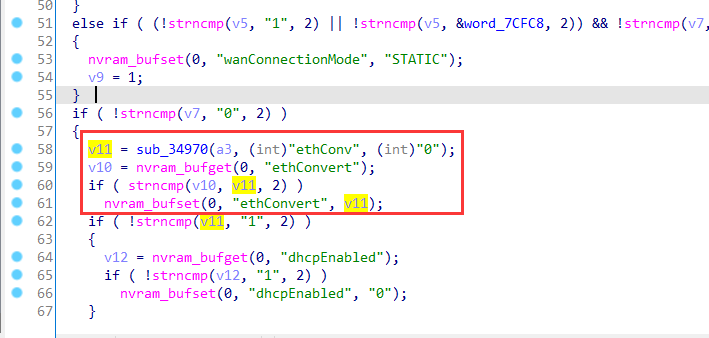 50 }
51 else if ( (!strncmp(v5, "1", 2) || !strncmp(v5, &word_7CFC8, 2)) && !strncmp(v7,
52 {
53 nvram_bufset(0, "wanConnectionMode", "STATIC");
54 v9 = 1;
55 }
56 if ( !strncmp(v7, "0", 2) )
57 {
58 v11 = sub_34970(a3, (int)"ethConv", (int)"0");
59 v10 = nvram_bufget(0, "ethConvert");
60 if ( strncmp(v10, v11, 2) )
61 nvram_bufset(0, "ethConvert", v11);
62 if ( !strncmp(v11, "1", 2) )
63 {
64 v12 = nvram_bufget(0, "dhcpEnabled");
65 if ( !strncmp(v12, "1", 2) )
66 nvram_bufset(0, "dhcpEnabled", "0");
67 }